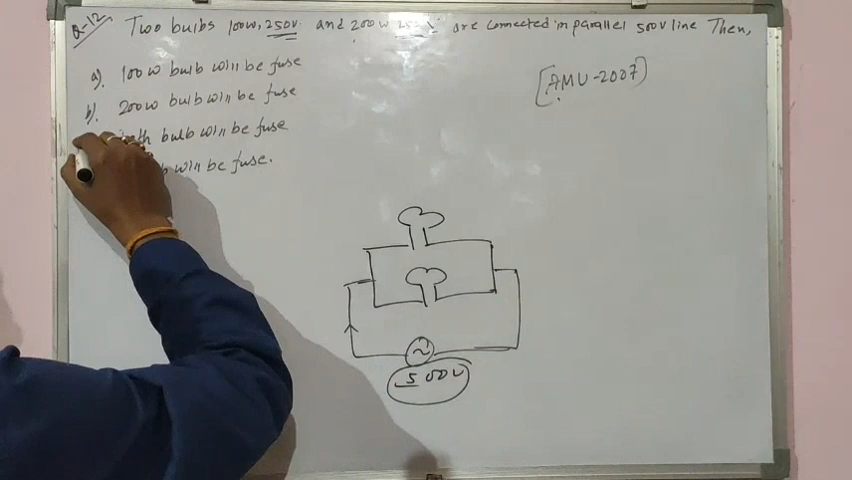 Q-12 Two bulbs 100w, 250v. and 200w 250v are Connected in parallel 500v line Then,
a). 100w bulb will be fuse
[AMU-2007]
b). 200w bulb will be fuse
bulb will be fuse
will be fuse.
500v